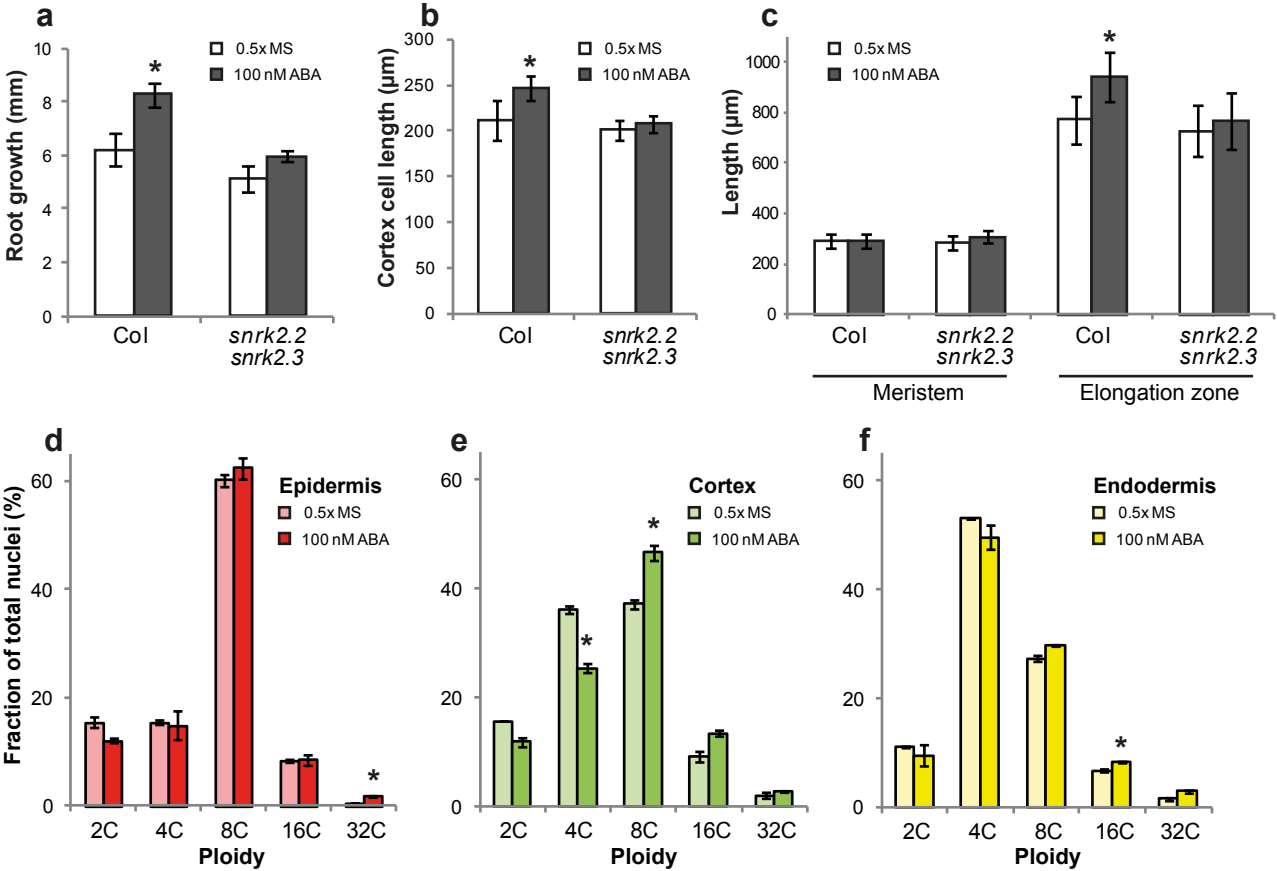 a
Root growth (mm)
10
8
6
4
2
0
0.5x MS
100 nM ABA
*
Col
snrk2.2
snrk2.3
b
Cortex cell length (µm)
300
250
200
150
100
50
0
0.5x MS
100 nM ABA
*
Col
snrk2.2
snrk2.3
c
Length (µm)
1000
800
600
400
200
0
0.5x MS
100 nM ABA
*
Col
snrk2.2
snrk2.3
Col
snrk2.2
snrk2.3
Meristem
Elongation zone
d
Fraction of total nuclei (%)
60
40
20
0
Epidermis
0.5x MS
100 nM ABA
*
2C 4C 8C 16C 32C
Ploidy
e
60
40
20
0
Cortex
0.5x MS
100 nM ABA
*
*
2C 4C 8C 16C 32C
Ploidy
f
60
40
20
0
Endodermis
0.5x MS
100 nM ABA
*
2C 4C 8C 16C 32C
Ploidy